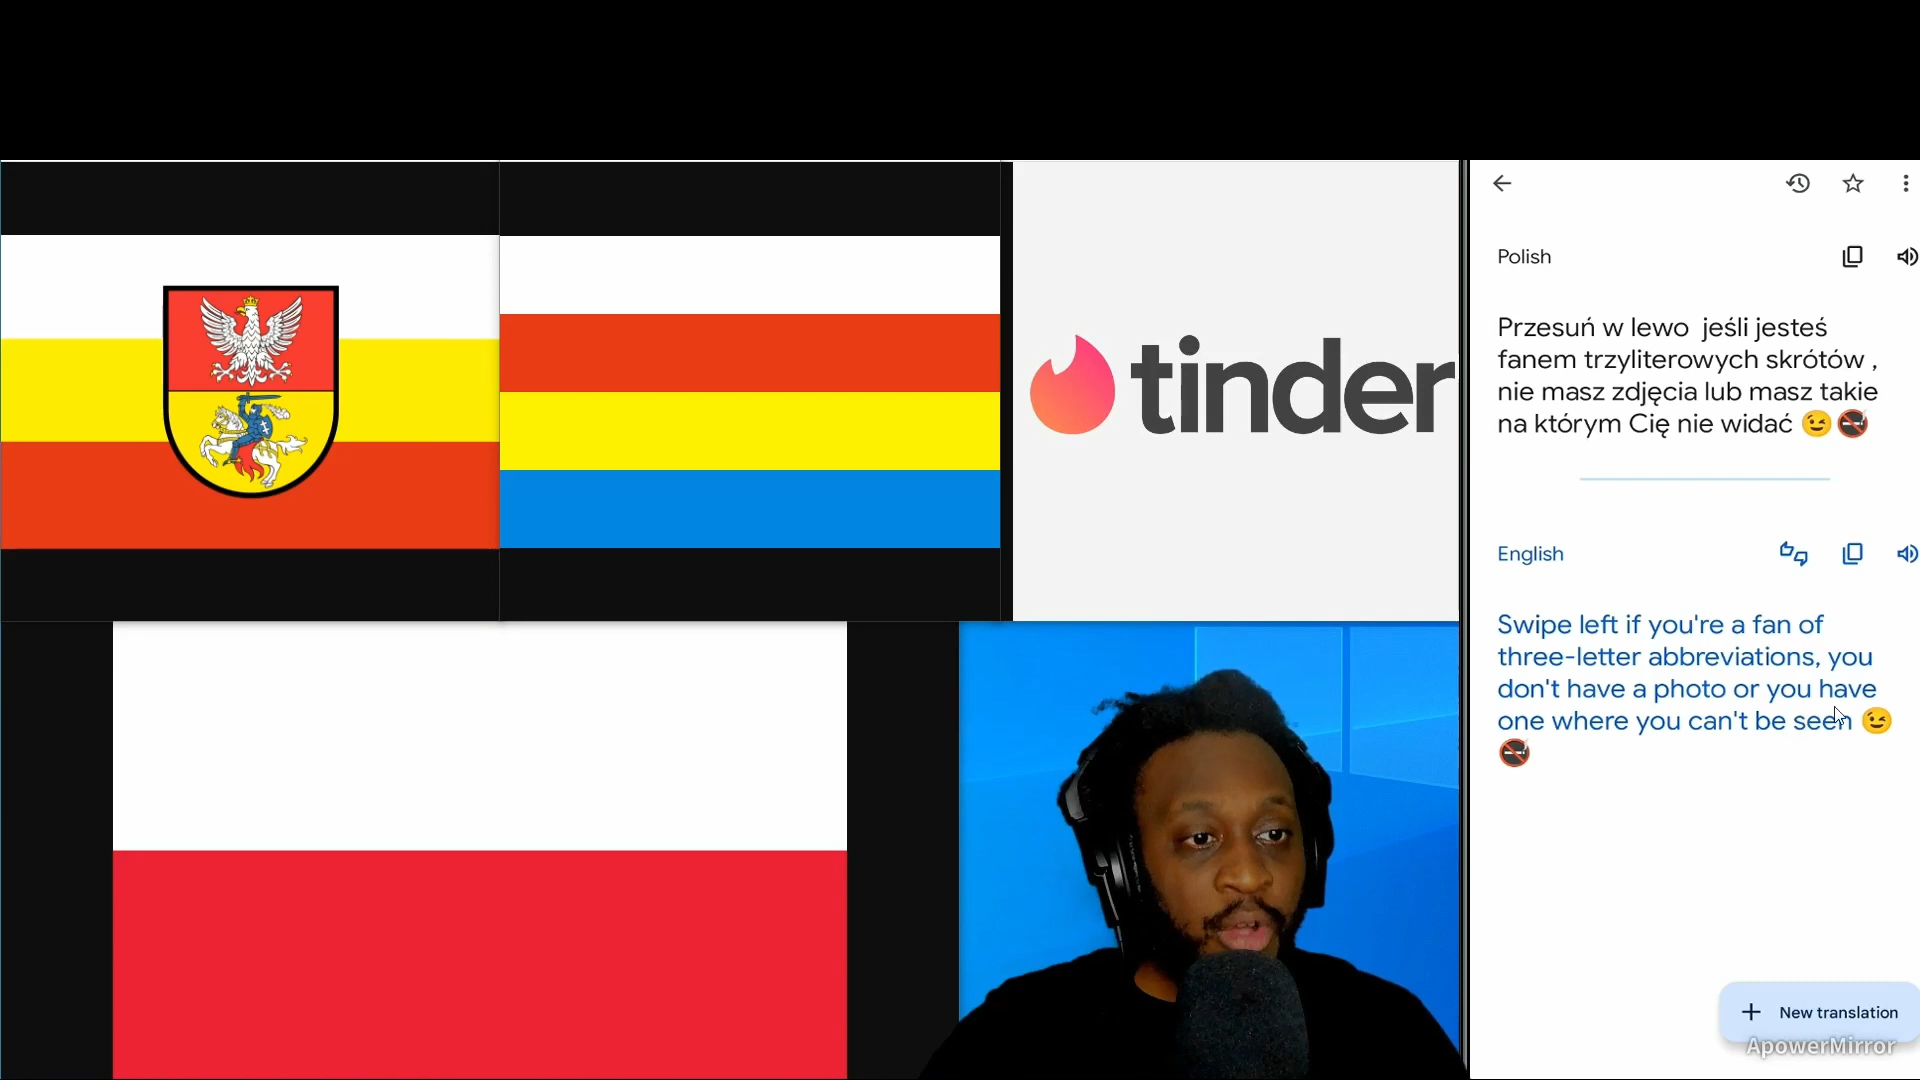 tinder
Polish
Przesuń w lewo  jeśli jesteś
fanem trzyliterowych skrótów ,
nie masz zdjęcia lub masz takie
na którym Cię nie widać 😉🚭
English
Swipe left if you're a fan of
three-letter abbreviations, you
don't have a photo or you have
one where you can't be seen 😉
🚭
New translation
ApowerMirror